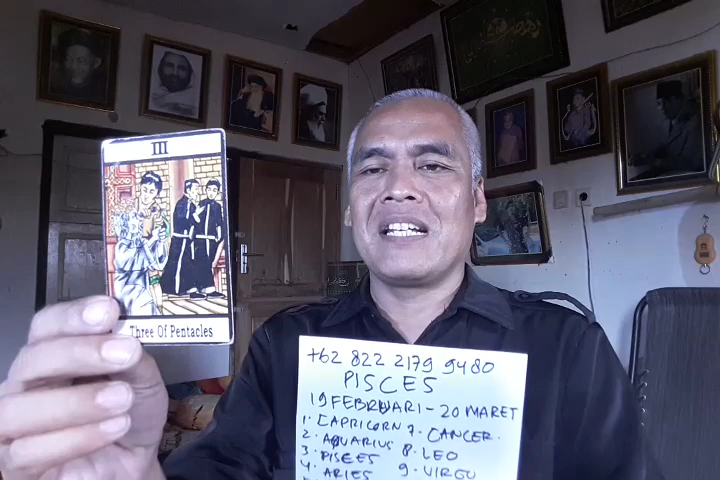 III
Three Of Pentacles
+62 822 2179 9480
PISCES
19 FEBRUARI - 20 MARET
1. CAPRICORN 7. CANCER.
2. AQUARIUS 8. LEO
3. PISCES 9. VIRGO
4. ARIES